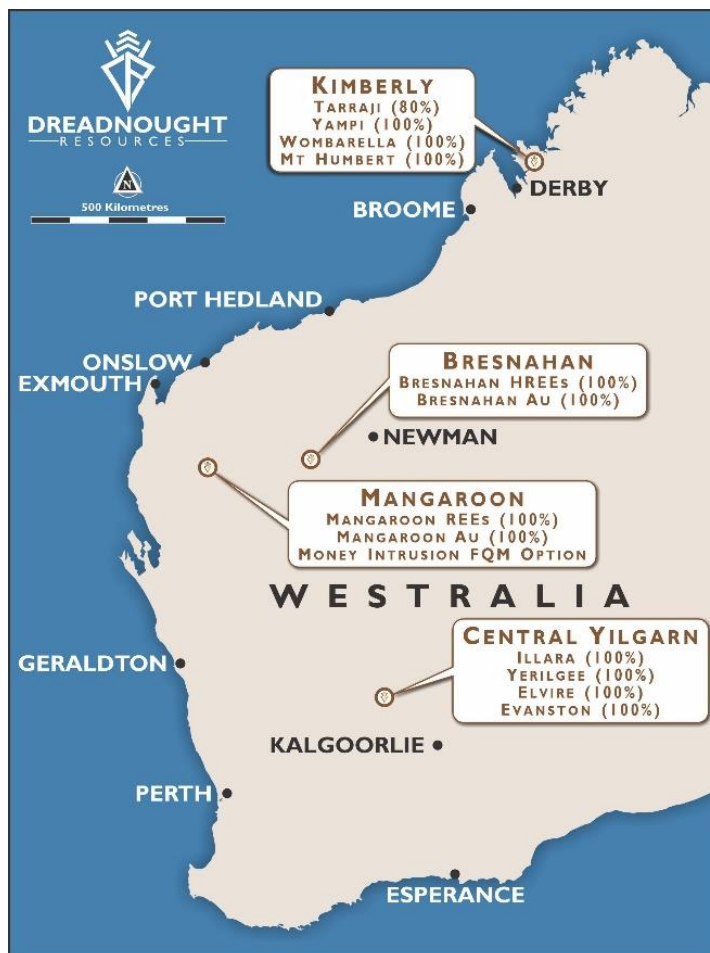 DREADNOUGHT
RESOURCES
N
500 Kilometres
KIMBERLY
TARRAJI (80%)
YAMPI (100%)
WOMBARELLA (100%)
MT HUMBERT (100%)
DERBY
BROOME
PORT HEDLAND
ONSLOW
EXMOUTH
BRESNAHAN
BRESNAHAN HREES (100%)
BRESNAHAN AU (100%)
NEWMAN
MANGAROON
MANGAROON REES (100%)
MANGAROON AU (100%)
MONEY INTRUSION FQM OPTION
WESTRALIA
CENTRAL YILGARN
ILLARA (100%)
YERILGEE (100%)
ELVIRE (100%)
EVANSTON (100%)
GERALDTON
KALGOORLIE
PERTH
ESPERANCE